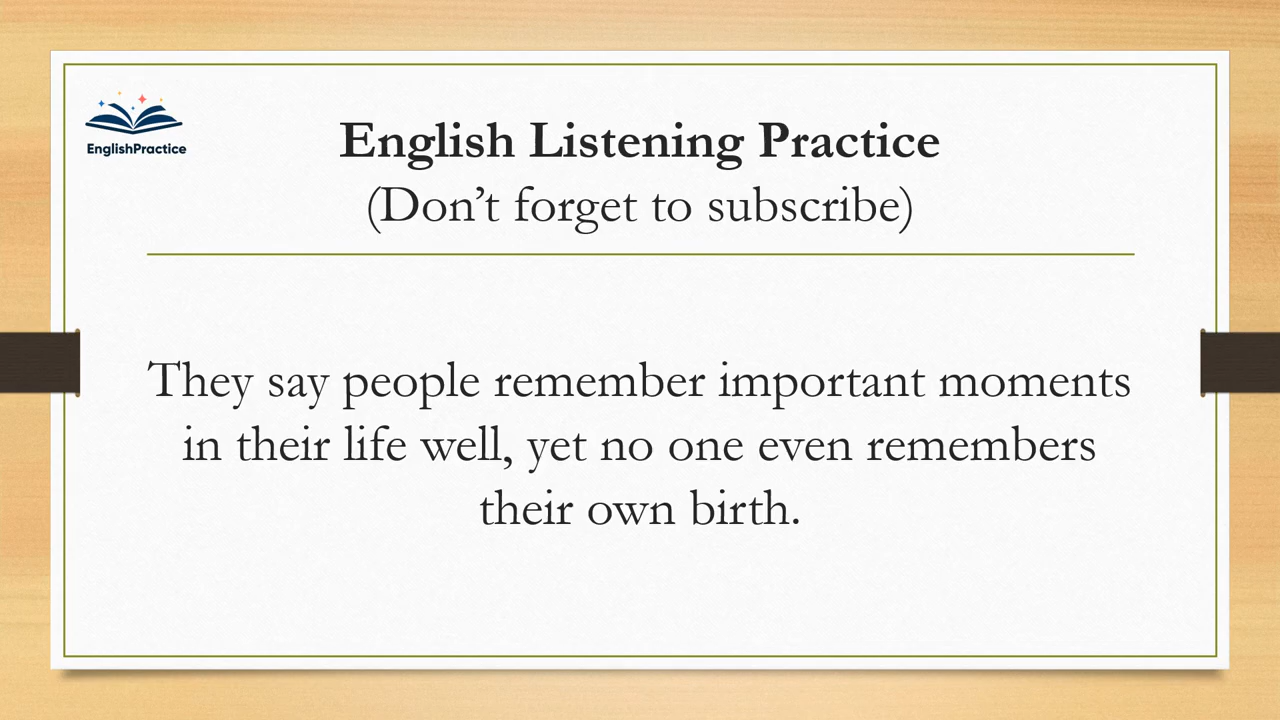 EnglishPractice
English Listening Practice
(Don’t forget to subscribe)
They say people remember important moments
in their life well, yet no one even remembers
their own birth.